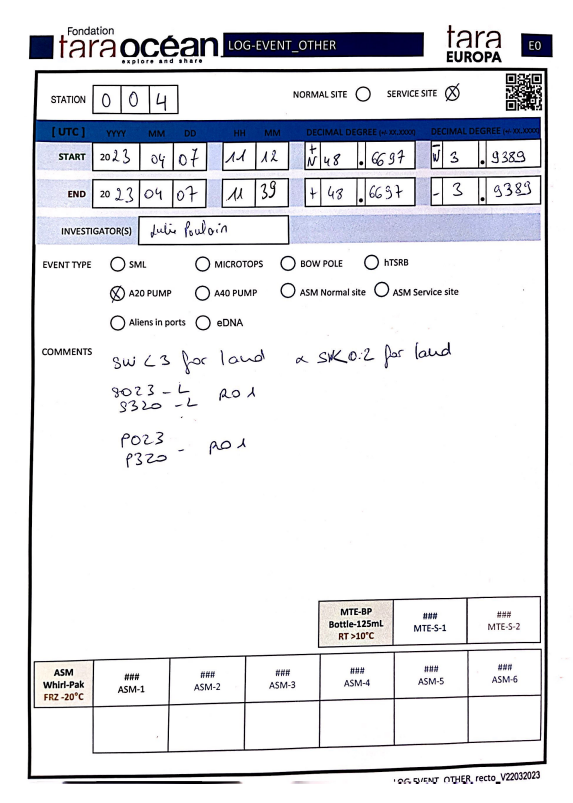 Fondation
tara océan
explore and share
LOG-EVENT_OTHER
tara
EUROPA
E0
STATION 0 0 4
NORMAL SITE SERVICE SITE
[ UTC ] YYYY MM DD HH MM DECIMAL DEGREE (+/- XX.XXXX) DECIMAL DEGREE (+/- XX.XXXX)
START 20 23 04 07 11 12 + N 48 . 6697 - W 3 . 9389
END 20 23 04 07 11 39 + 48 . 6697 - 3 . 9389
INVESTIGATOR(S) Julie Poulain
EVENT TYPE SML MICROTOPS BOW POLE hTSRB
A20 PUMP A40 PUMP ASM Normal site ASM Service site
Aliens in ports eDNA
COMMENTS
SW <3 for land & 0.2 for land
S023 - L
S320 - L R01
P023
P320 - R01
MTE-BP
Bottle-125mL
RT >10°C
###
MTE-S-1
###
MTE-S-2
ASM
Whirl-Pak
FRZ -20°C
###
ASM-1
###
ASM-2
###
ASM-3
###
ASM-4
###
ASM-5
###
ASM-6
LOG-EVENT_OTHER_recto_V22032023